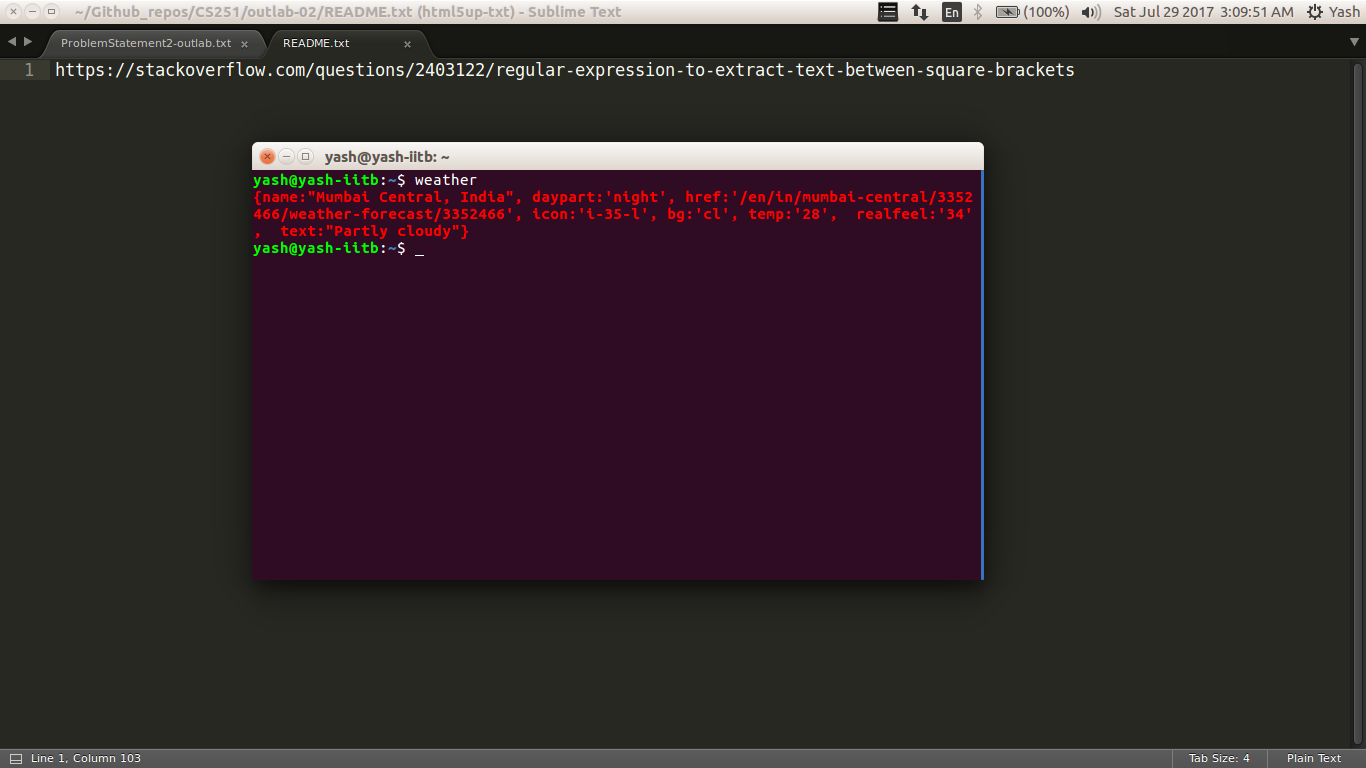 ~/Github_repos/CS251/outlab-02/README.txt (html5up-txt) - Sublime Text
En (100%) Sat Jul 29 2017 3:09:51 AM Yash
ProblemStatement2-outlab.txt × README.txt ×
1 https://stackoverflow.com/questions/2403122/regular-expression-to-extract-text-between-square-brackets
yash@yash-iitb: ~
yash@yash-iitb:~$ weather
{name:"Mumbai Central, India", daypart:'night', href:'/en/in/mumbai-central/3352
466/weather-forecast/3352466', icon:'i-35-l', bg:'cl', temp:'28',  realfeel:'34'
,  text:"Partly cloudy"}
yash@yash-iitb:~$ _
Line 1, Column 103
Tab Size: 4 Plain Text